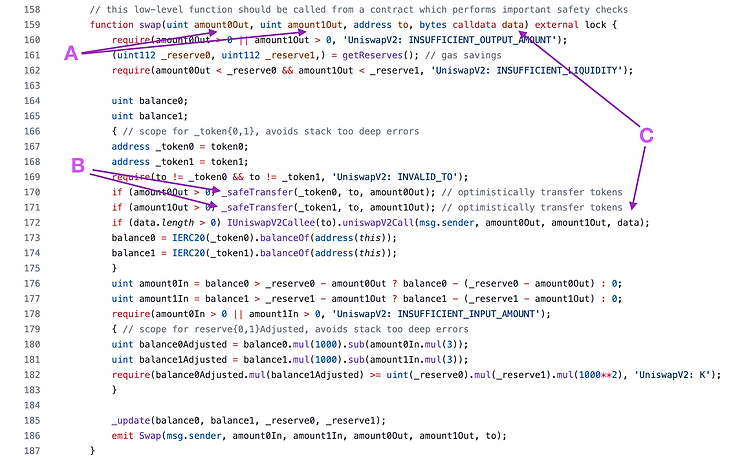 158 // this low-level function should be called from a contract which performs important safety checks
159 function swap(uint amount0Out, uint amount1Out, address to, bytes calldata data) external lock {
160 require(amount0Out > 0 || amount1Out > 0, 'UniswapV2: INSUFFICIENT_OUTPUT_AMOUNT');
A
161 (uint112 _reserve0, uint112 _reserve1,) = getReserves(); // gas savings
162 require(amount0Out < _reserve0 && amount1Out < _reserve1, 'UniswapV2: INSUFFICIENT_LIQUIDITY');
163
164 uint balance0;
165 uint balance1;
166 { // scope for _token{0,1}, avoids stack too deep errors
C
167 address _token0 = token0;
168 address _token1 = token1;
B
169 require(to != _token0 && to != _token1, 'UniswapV2: INVALID_TO');
170 if (amount0Out > 0) _safeTransfer(_token0, to, amount0Out); // optimistically transfer tokens
171 if (amount1Out > 0) _safeTransfer(_token1, to, amount1Out); // optimistically transfer tokens
172 if (data.length > 0) IUniswapV2Callee(to).uniswapV2Call(msg.sender, amount0Out, amount1Out, data);
173 balance0 = IERC20(_token0).balanceOf(address(this));
174 balance1 = IERC20(_token1).balanceOf(address(this));
175 }
176 uint amount0In = balance0 > _reserve0 - amount0Out ? balance0 - (_reserve0 - amount0Out) : 0;
177 uint amount1In = balance1 > _reserve1 - amount1Out ? balance1 - (_reserve1 - amount1Out) : 0;
178 require(amount0In > 0 || amount1In > 0, 'UniswapV2: INSUFFICIENT_INPUT_AMOUNT');
179 { // scope for reserve{0,1}Adjusted, avoids stack too deep errors
180 uint balance0Adjusted = balance0.mul(1000).sub(amount0In.mul(3));
181 uint balance1Adjusted = balance1.mul(1000).sub(amount1In.mul(3));
182 require(balance0Adjusted.mul(balance1Adjusted) >= uint(_reserve0).mul(_reserve1).mul(1000**2), 'UniswapV2: K');
183 }
184
185 _update(balance0, balance1, _reserve0, _reserve1);
186 emit Swap(msg.sender, amount0In, amount1In, amount0Out, amount1Out, to);
187 }